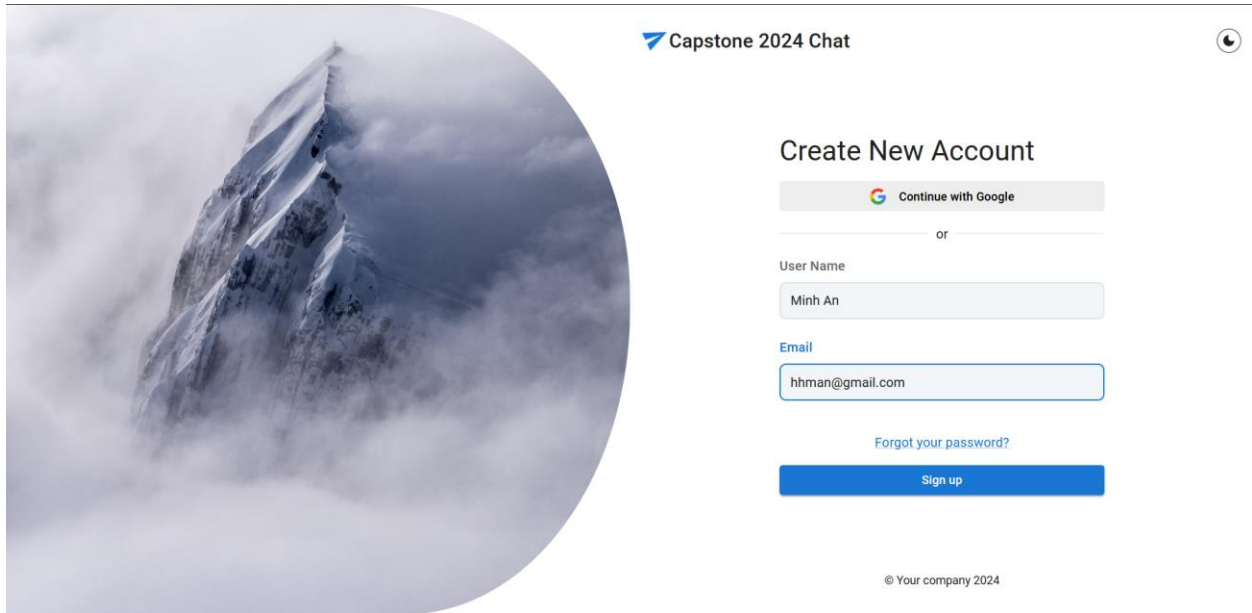 Capstone 2024 Chat
Create New Account
Continue with Google
or
User Name
Minh An
Email
hhman@gmail.com
Forgot your password?
Sign up
© Your company 2024